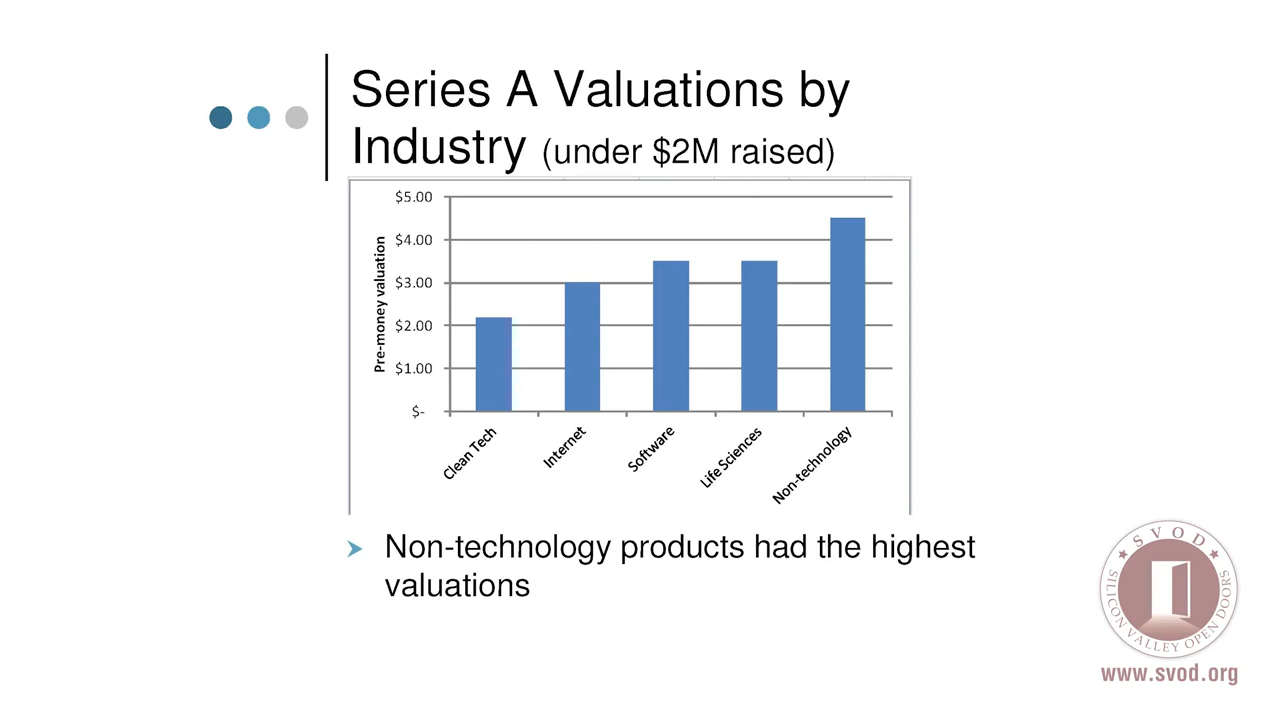 Series A Valuations by
Industry (under $2M raised)
$5.00
$4.00
$3.00
$2.00
$1.00
$-
Pre-money valuation
Clean Tech
Internet
Software
Life Sciences
Non-technology
Non-technology products had the highest
valuations
SVOD
SILICON VALLEY OPEN DOORS
www.svod.org